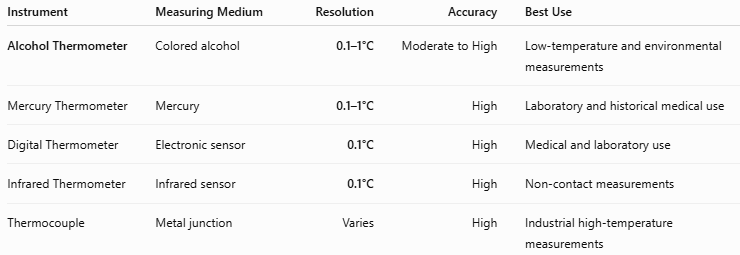 Instrument Measuring Medium Resolution Accuracy Best Use
Alcohol Thermometer Colored alcohol 0.1–1°C Moderate to High Low-temperature and environmental
measurements
Mercury Thermometer Mercury 0.1–1°C High Laboratory and historical medical use
Digital Thermometer Electronic sensor 0.1°C High Medical and laboratory use
Infrared Thermometer Infrared sensor 0.1°C High Non-contact measurements
Thermocouple Metal junction Varies High Industrial high-temperature
measurements